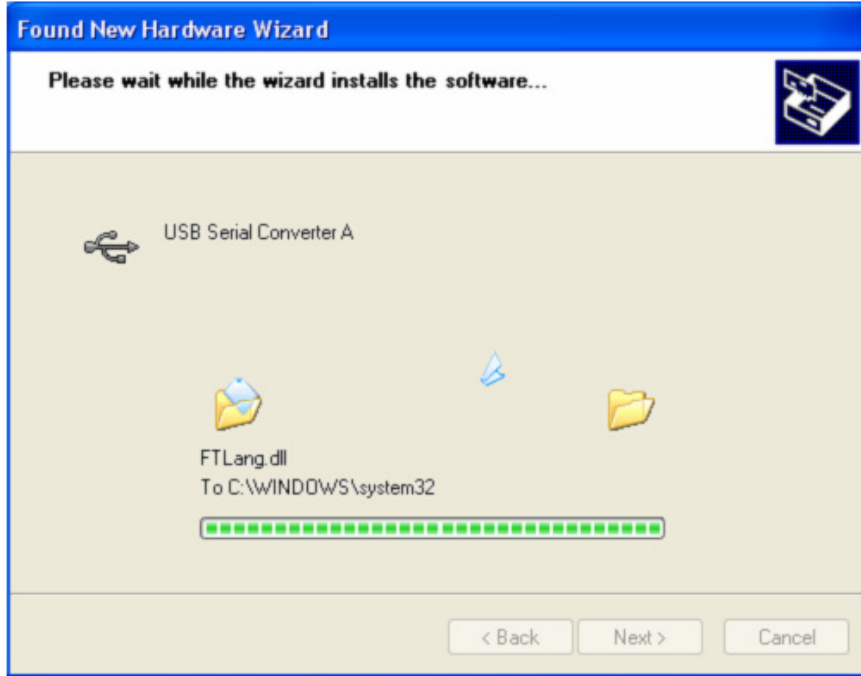 Found New Hardware Wizard
Please wait while the wizard installs the software...
USB Serial Converter A
FTLang.dll
To C:\WINDOWS\system32
< Back
Next >
Cancel